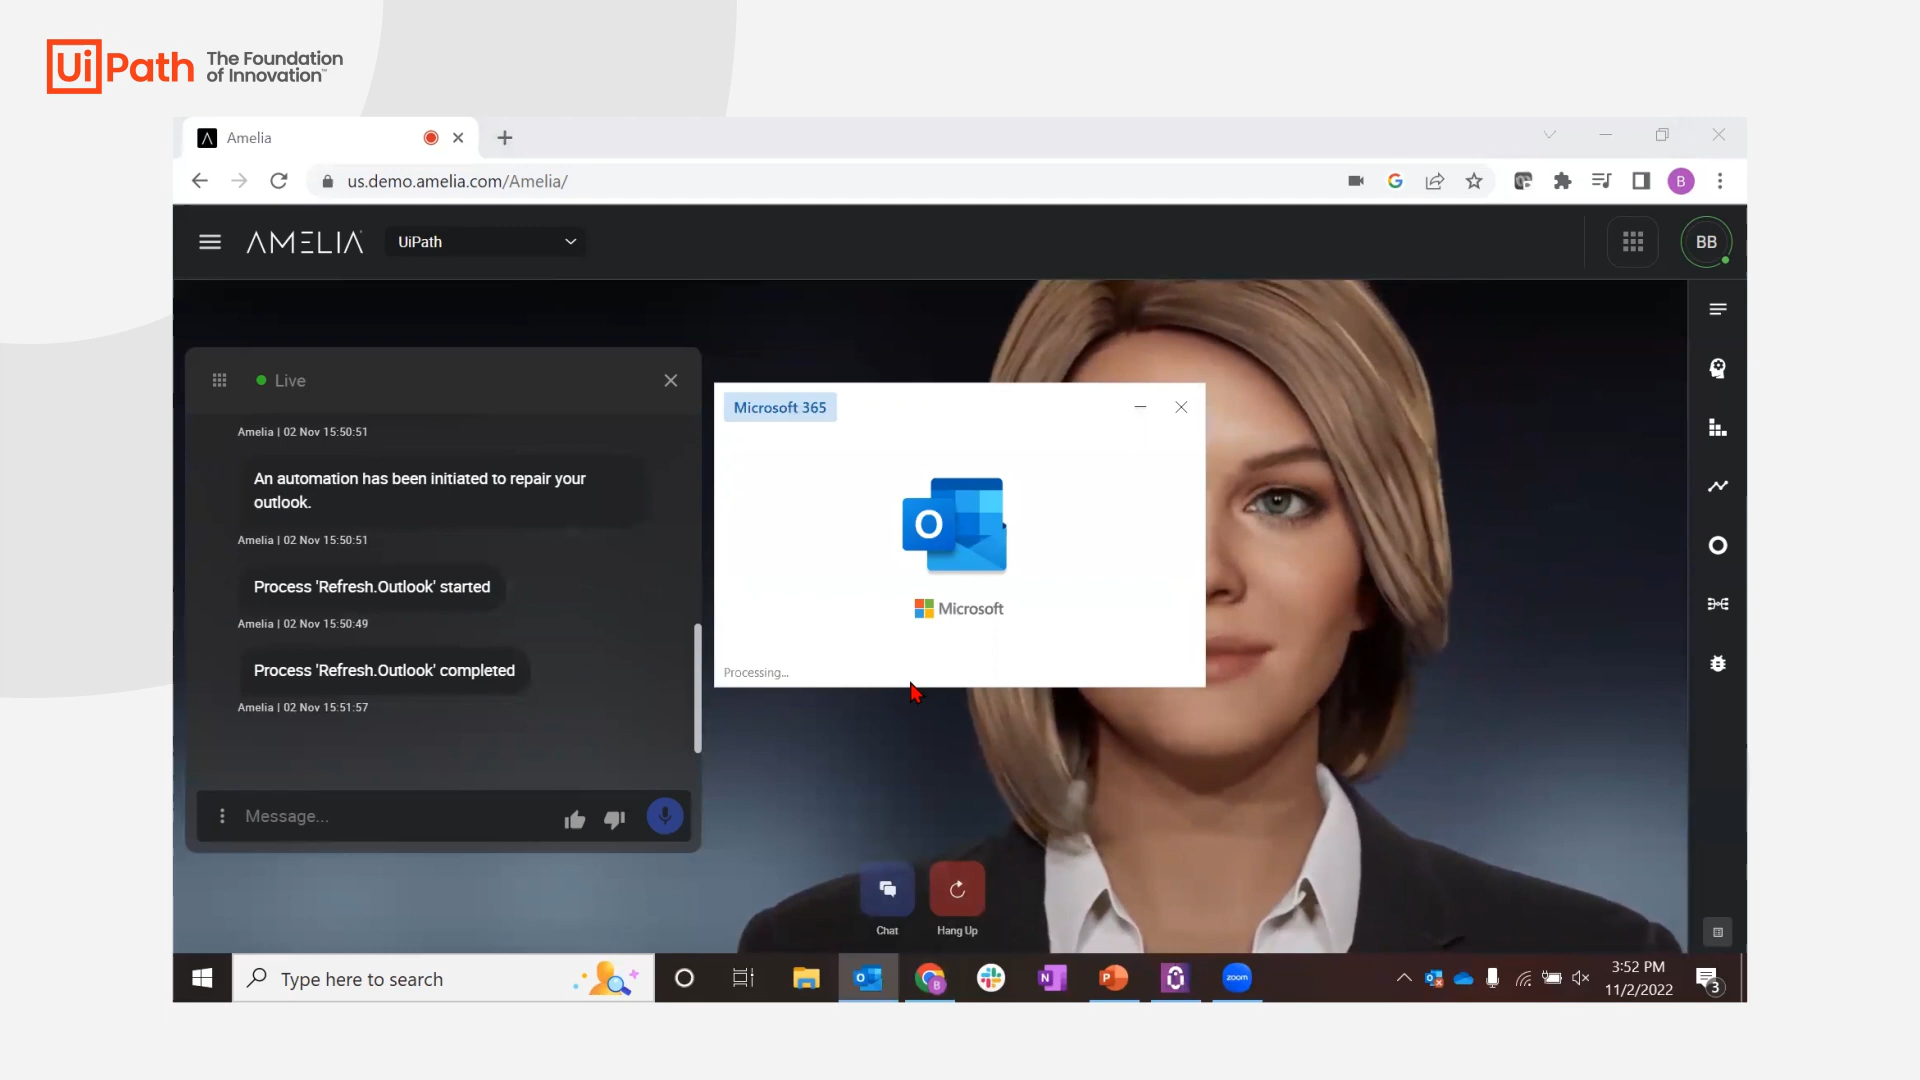 UiPath The Foundation
of Innovation™
Amelia
us.demo.amelia.com/Amelia/
B
AMELIA
UiPath
BB
Live
Amelia | 02 Nov 15:50:51
An automation has been initiated to repair your
outlook.
Amelia | 02 Nov 15:50:51
Process 'Refresh.Outlook' started
Amelia | 02 Nov 15:50:49
Process 'Refresh.Outlook' completed
Amelia | 02 Nov 15:51:57
Message...
Microsoft 365
O
Microsoft
Processing...
Chat
Hang Up
Type here to search
zoom
3:52 PM
11/2/2022
3